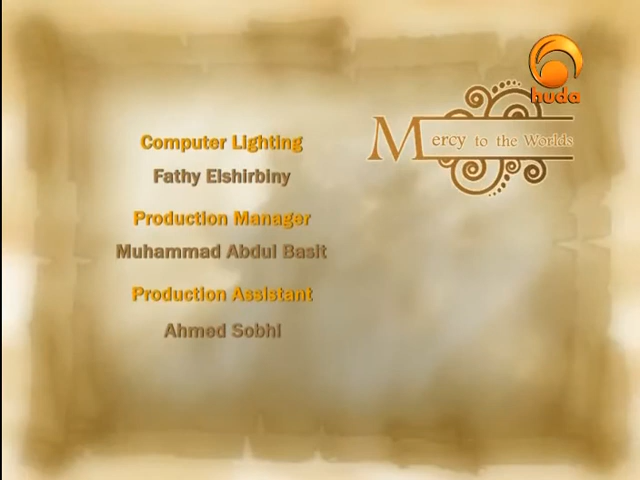 huda
Mercy to the Worlds
Computer Lighting
Fathy Elshirbiny
Production Manager
Muhammad Abdul Basit
Production Assistant
Ahmed Sobhi